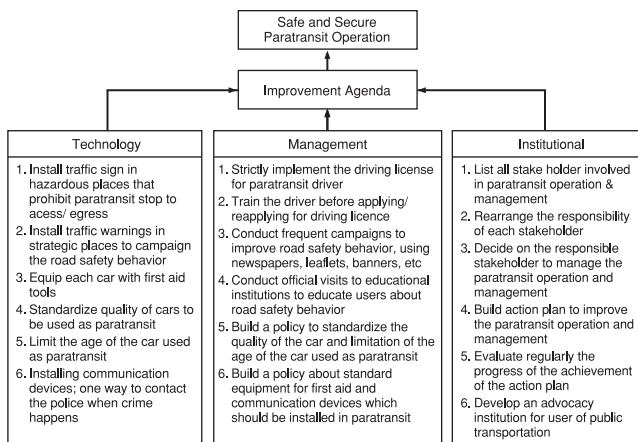 Safe and Secure
Paratransit Operation
Improvement Agenda
Technology
1. Install traffic sign in
hazardous places that
prohibit paratransit stop to
acess/ egress
2. Install traffic warnings in
strategic places to campaign
the road safety behavior
3. Equip each car with first aid
tools
4. Standardize quality of cars to
be used as paratransit
5. Limit the age of the car used
as paratransit
6. Installing communication
devices; one way to contact
the police when crime
happens
Management
1. Strictly implement the driving license
for paratransit driver
2. Train the driver before applying/
reapplying for driving licence
3. Conduct frequent campaigns to
improve road safety behavior, using
newspapers, leaflets, banners, etc
4. Conduct official visits to educational
institutions to educate users about
road safety behavior
5. Build a policy to standardize the
quality of the car and limitation of the
age of the car used as paratransit
6. Build a policy about standard
equipment for first aid and
communication devices which
should be installed in paratransit
Institutional
1. List all stake holder involved
in paratransit operation &
management
2. Rearrange the responsibility
of each stakeholder
3. Decide on the responsible
stakeholder to manage the
paratransit operation and
management
4. Build action plan to improve
the paratransit operation and
management
5. Evaluate regularly the
progress of the achievement
of the action plan
6. Develop an advocacy
institution for user of public
transportation